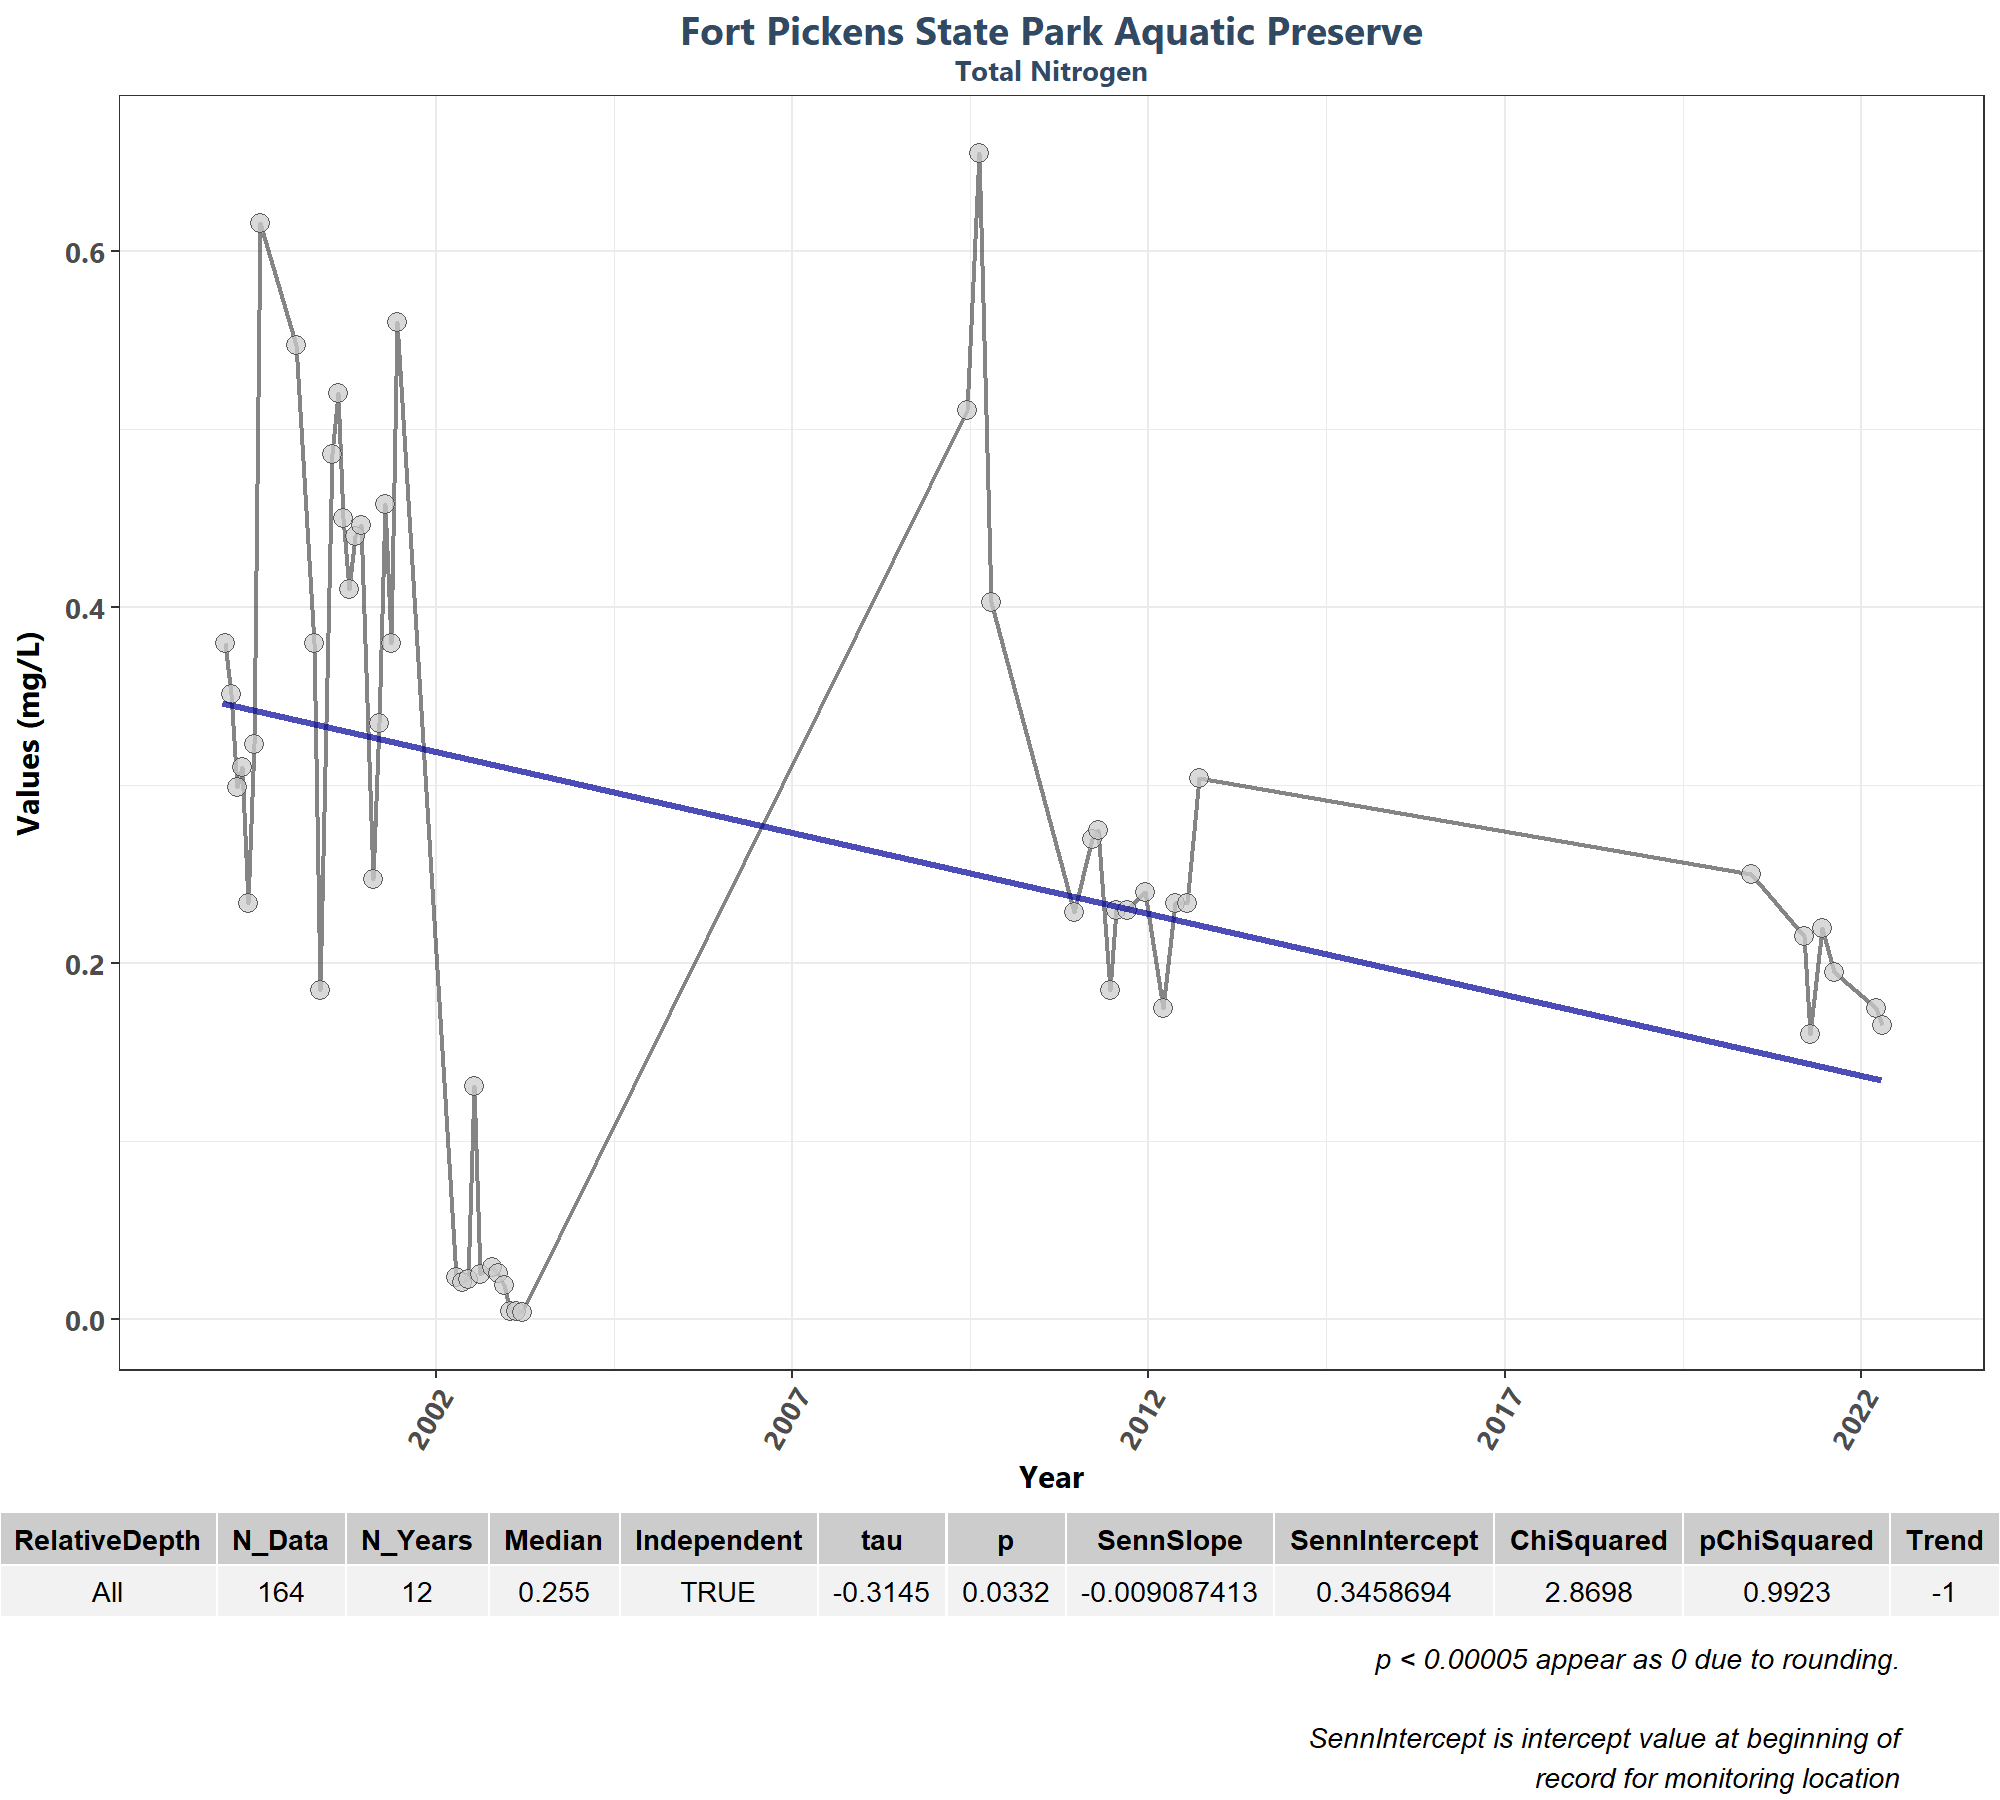 Fort Pickens State Park Aquatic Preserve
Total Nitrogen
Values (mg/L)
0.6
0.4
0.2
0.0
2002 2007 2012 2017 2022
Year
RelativeDepth N_Data N_Years Median Independent tau p SennSlope SennIntercept ChiSquared pChiSquared Trend
All 164 12 0.255 TRUE -0.3145 0.0332 -0.009087413 0.3458694 2.8698 0.9923 -1
p < 0.00005 appear as 0 due to rounding.
SennIntercept is intercept value at beginning of
record for monitoring location